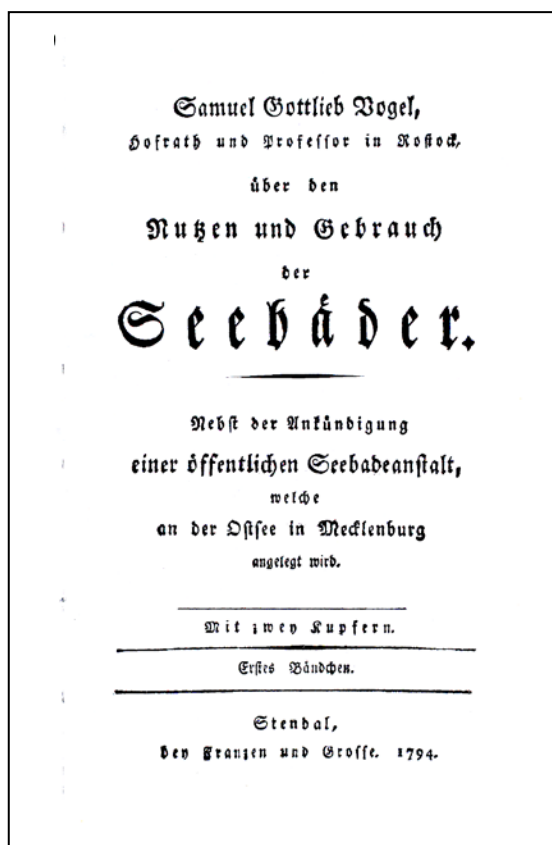 Samuel Gottlieb Vogel,
Hofrath und Professor in Rostock,
über den
Nutzen und Gebrauch
der
Seebäder.
Nebst der Ankündigung
einer öffentlichen Seebadeanstalt,
welche
an der Ostsee in Mecklenburg
angelegt wird.
Mit zwey Kupfern.
Erstes Bändchen.
Stendal,
bey Franzen und Grosse. 1794.